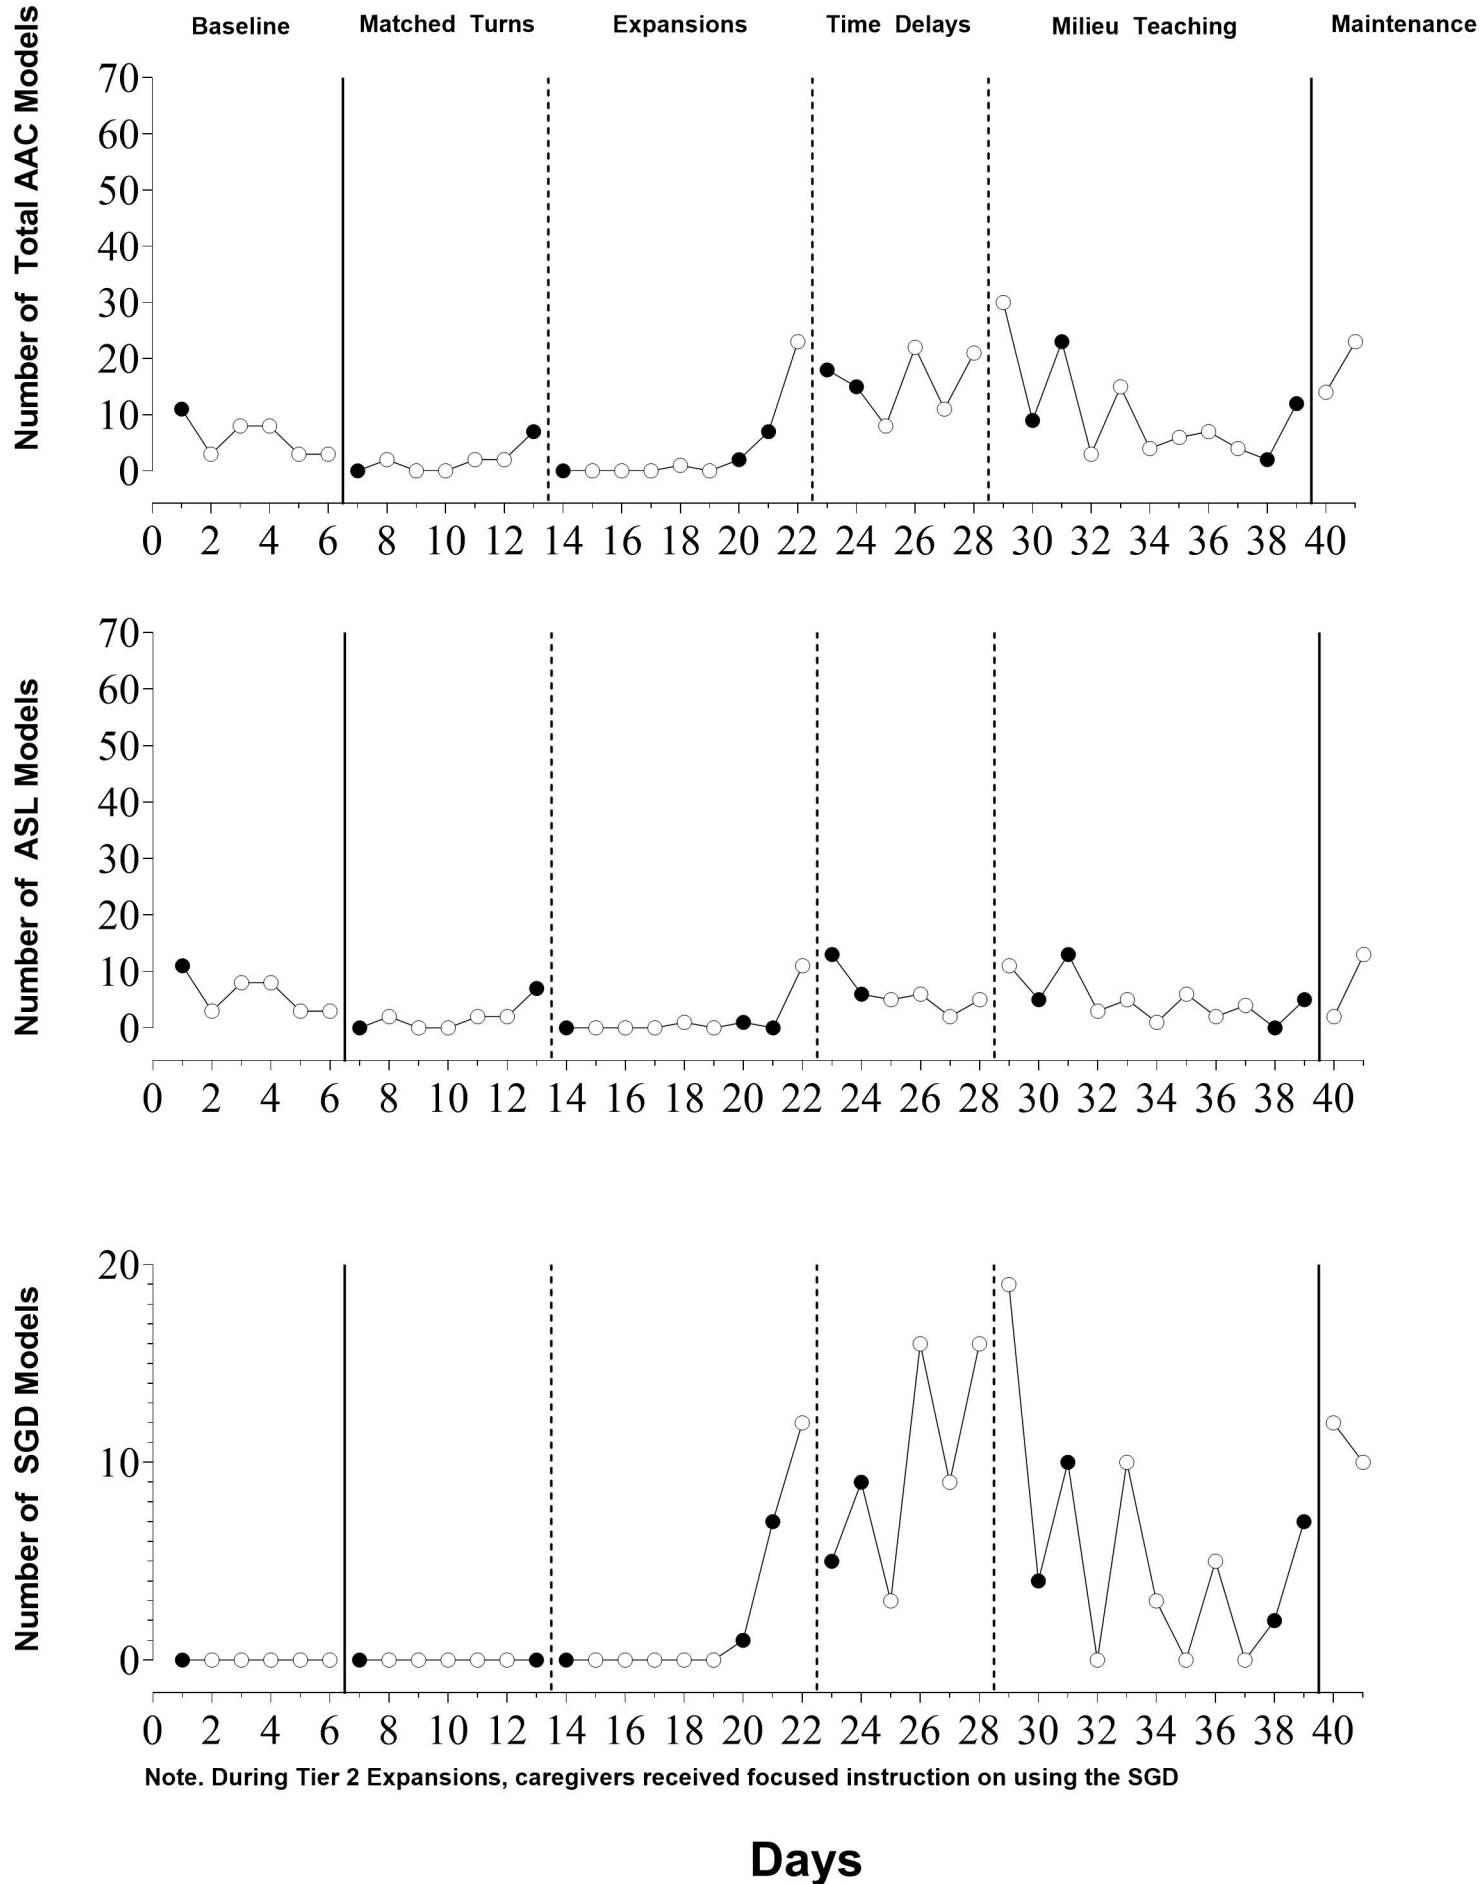 Baseline Matched Turns Expansions Time Delays Milieu Teaching Maintenance
Number of Total AAC Models
70
60
50
40
30
20
10
0
0 2 4 6 8 10 12 14 16 18 20 22 24 26 28 30 32 34 36 38 40
Number of ASL Models
70
60
50
40
30
20
10
0
0 2 4 6 8 10 12 14 16 18 20 22 24 26 28 30 32 34 36 38 40
Number of SGD Models
20
10
0
0 2 4 6 8 10 12 14 16 18 20 22 24 26 28 30 32 34 36 38 40
Note. During Tier 2 Expansions, caregivers received focused instruction on using the SGD
Days